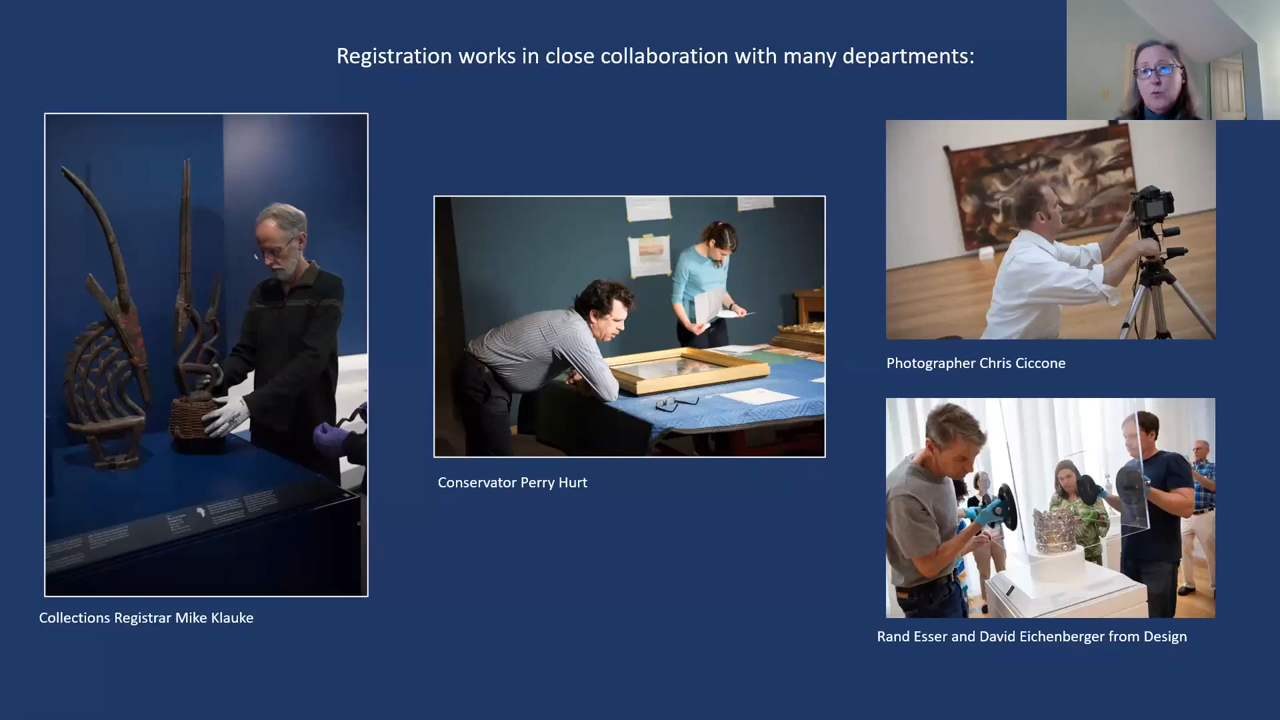 Registration works in close collaboration with many departments:
Photographer Chris Ciccone
Conservator Perry Hurt
Collections Registrar Mike Klauke
Rand Esser and David Eichenberger from Design